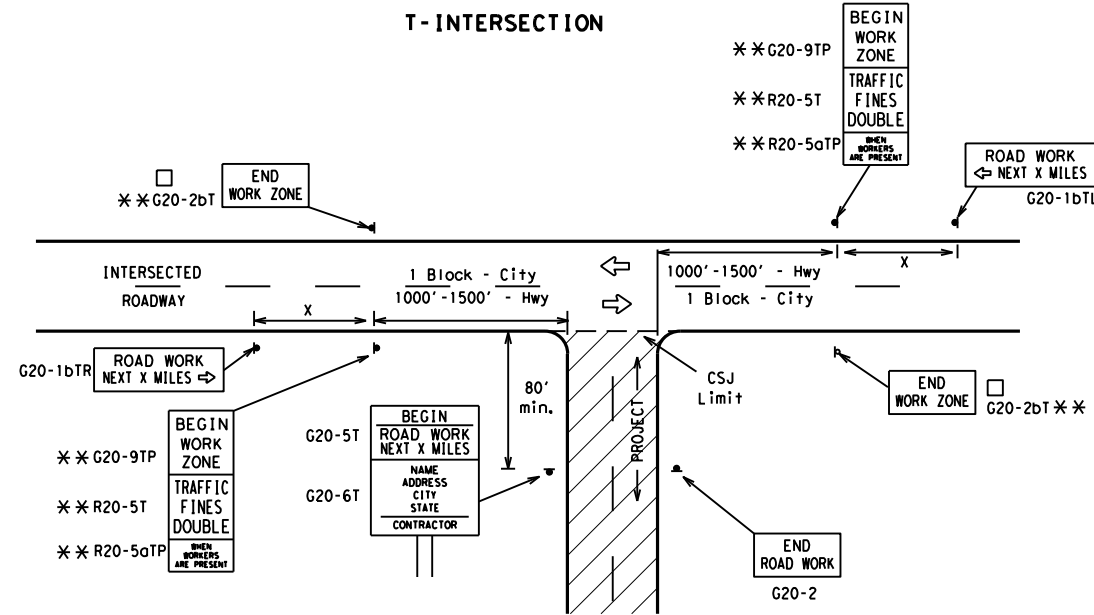 T-INTERSECTION
**G20-9TP
BEGIN
WORK
ZONE
**R20-5T
TRAFFIC
FINES
DOUBLE
**R20-5aTP
WHEN
WORKERS
ARE PRESENT
ROAD WORK
⇦ NEXT X MILES
G20-1bTL
□
**G20-2bT
END
WORK ZONE
INTERSECTED
ROADWAY
1 Block - City
1000'-1500' - Hwy
1000'-1500' - Hwy
1 Block - City
X
X
G20-1bTR
ROAD WORK
NEXT X MILES ⇨
80'
min.
CSJ
Limit
PROJECT
END
WORK ZONE
□
G20-2bT**
**G20-9TP
BEGIN
WORK
ZONE
**R20-5T
TRAFFIC
FINES
DOUBLE
**R20-5aTP
WHEN
WORKERS
ARE PRESENT
G20-5T
BEGIN
ROAD WORK
NEXT X MILES
G20-6T
NAME
ADDRESS
CITY
STATE
CONTRACTOR
END
ROAD WORK
G20-2